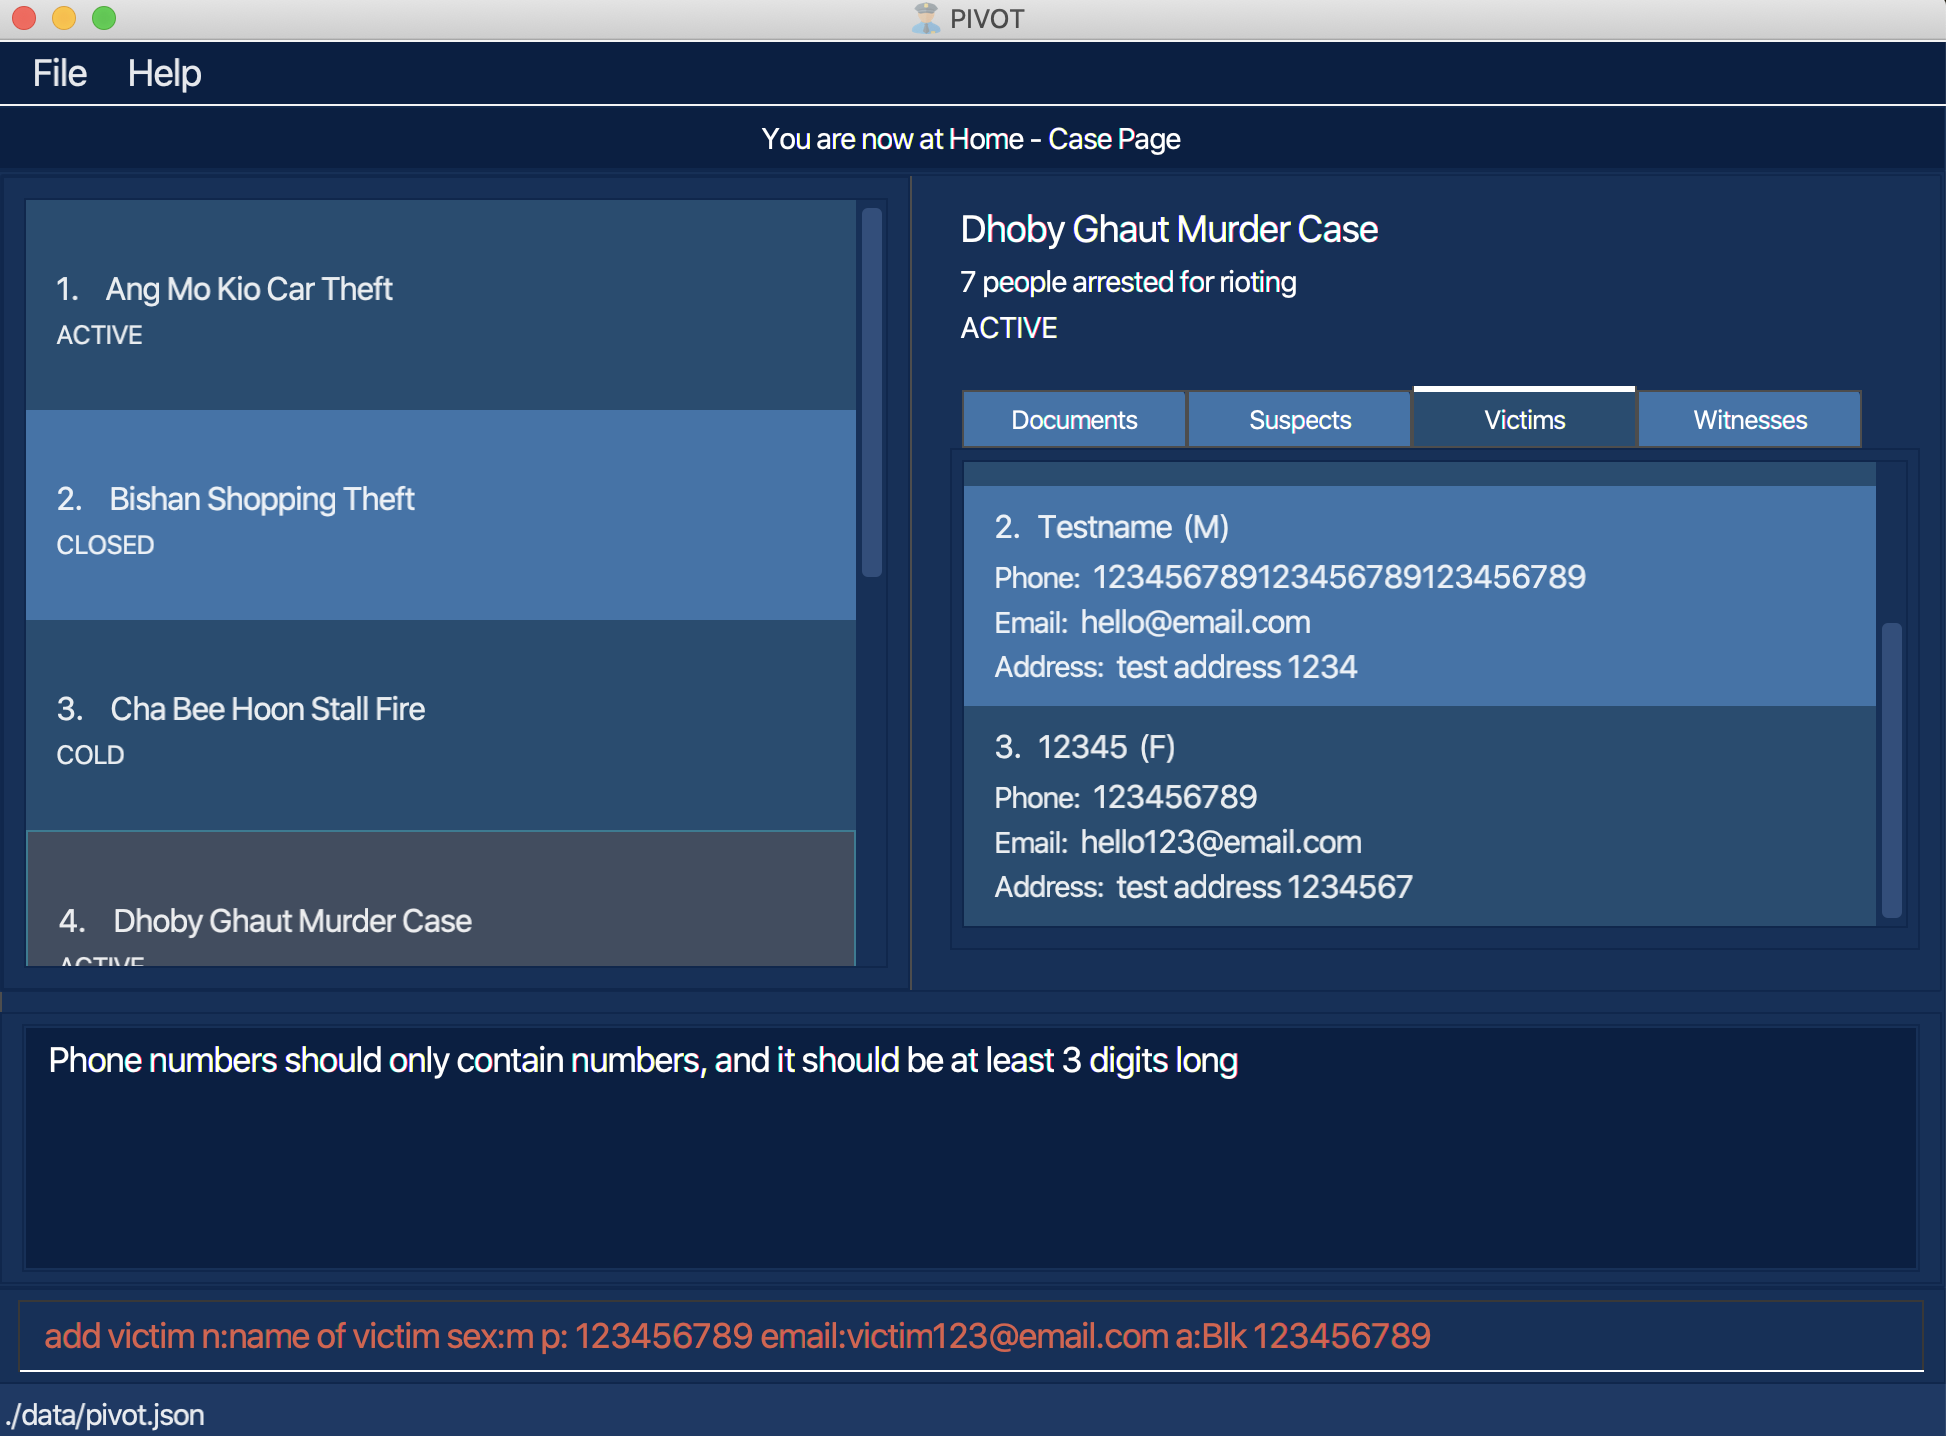 PIVOT
File Help
You are now at Home - Case Page
1. Ang Mo Kio Car Theft
ACTIVE
2. Bishan Shopping Theft
CLOSED
3. Cha Bee Hoon Stall Fire
COLD
4. Dhoby Ghaut Murder Case
ACTIVE
Dhoby Ghaut Murder Case
7 people arrested for rioting
ACTIVE
Documents Suspects Victims Witnesses
2. Testname (M)
Phone: 123456789123456789123456789
Email: hello@email.com
Address: test address 1234
3. 12345 (F)
Phone: 123456789
Email: hello123@email.com
Address: test address 1234567
Phone numbers should only contain numbers, and it should be at least 3 digits long
add victim n:name of victim sex:m p: 123456789 email:victim123@email.com a:Blk 123456789
./data/pivot.json